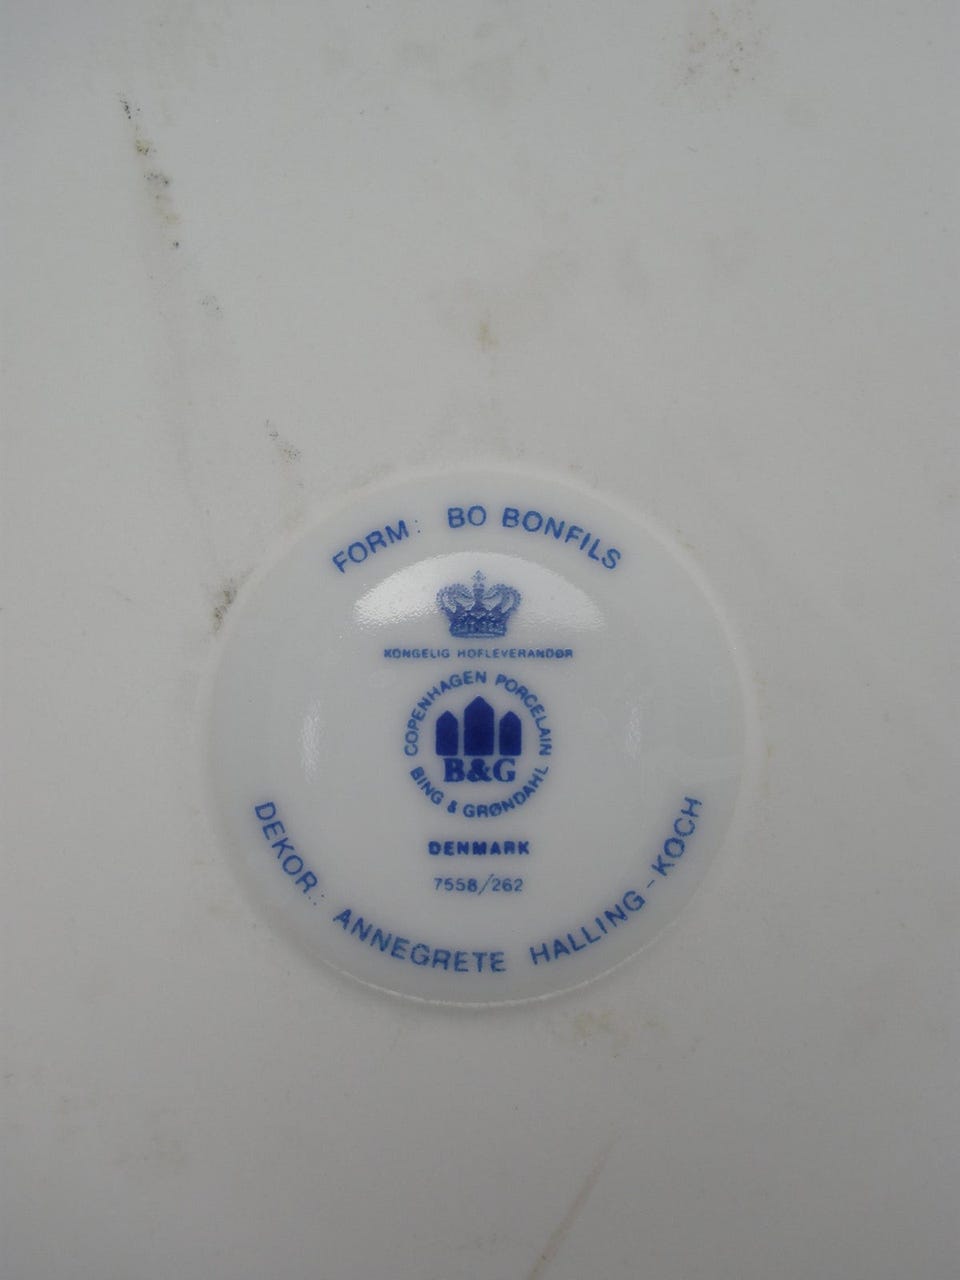 FORM: BO BONFILS
KONGELIG HOFLEVERANDØR
COPENHAGEN PORCELAIN
B&G
BING & GRØNDAHL
DENMARK
7558/262
DEKOR: ANNEGRETE HALLING-KOCH